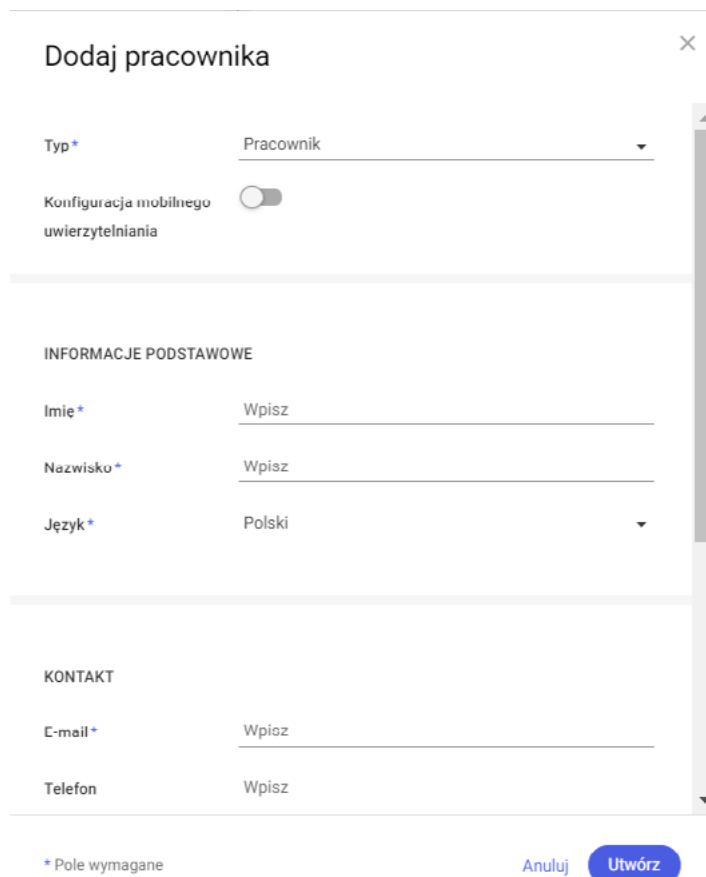 Dodaj pracownika
Typ* Pracownik
Konfiguracja mobilnego
uwierzytelniania
INFORMACJE PODSTAWOWE
Imię* Wpisz
Nazwisko* Wpisz
Język* Polski
KONTAKT
E-mail* Wpisz
Telefon Wpisz
* Pole wymagane Anuluj Utwórz